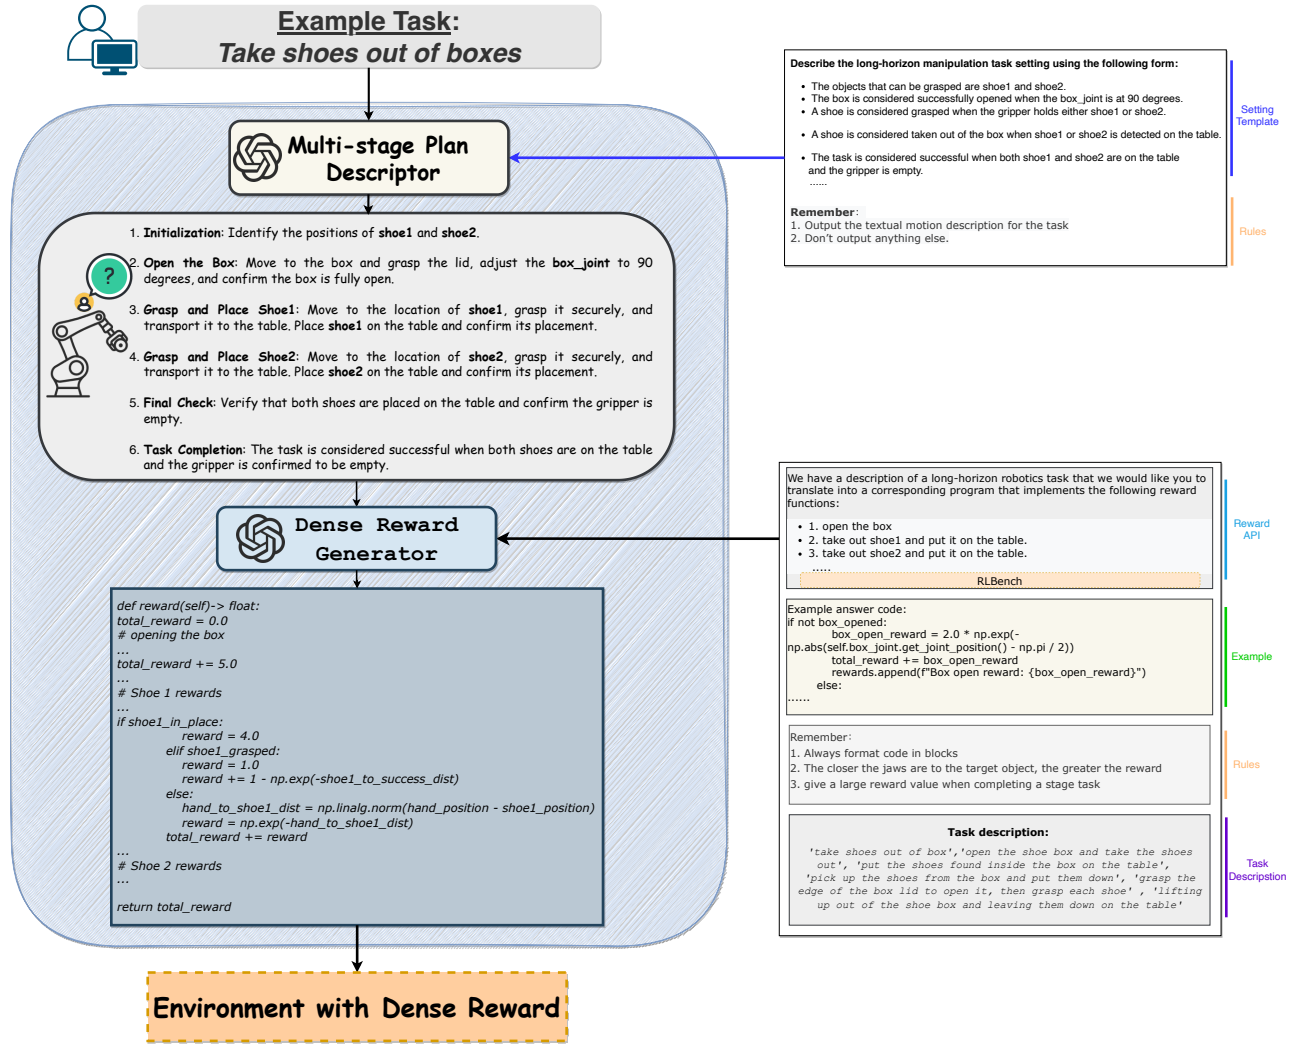 Example Task:
Take shoes out of boxes
Multi-stage Plan
Descriptor
1. Initialization: Identify the positions of shoe1 and shoe2.
2. Open the Box: Move to the box and grasp the lid, adjust the box_joint to 90
degrees, and confirm the box is fully open.
3. Grasp and Place Shoe1: Move to the location of shoe1, grasp it securely, and
transport it to the table. Place shoe1 on the table and confirm its placement.
4. Grasp and Place Shoe2: Move to the location of shoe2, grasp it securely, and
transport it to the table. Place shoe2 on the table and confirm its placement.
5. Final Check: Verify that both shoes are placed on the table and confirm the gripper is
empty.
6. Task Completion: The task is considered successful when both shoes are on the table
and the gripper is confirmed to be empty.
?
Dense Reward
Generator
def reward(self)-> float:
total_reward = 0.0
# opening the box
...
total_reward += 5.0
...
# Shoe 1 rewards
...
if shoe1_in_place:
reward = 4.0
elif shoe1_grasped:
reward = 1.0
reward += 1 - np.exp(-shoe1_to_success_dist)
else:
hand_to_shoe1_dist = np.linalg.norm(hand_position - shoe1_position)
reward = np.exp(-hand_to_shoe1_dist)
total_reward += reward
...
# Shoe 2 rewards
...
return total_reward
Environment with Dense Reward
Describe the long-horizon manipulation task setting using the following form:
• The objects that can be grasped are shoe1 and shoe2.
• The box is considered successfully opened when the box_joint is at 90 degrees.
• A shoe is considered grasped when the gripper holds either shoe1 or shoe2.
• A shoe is considered taken out of the box when shoe1 or shoe2 is detected on the table.
• The task is considered successful when both shoe1 and shoe2 are on the table
and the gripper is empty.
......
Remember:
1. Output the textual motion description for the task
2. Don't output anything else.
Setting
Template
Rules
We have a description of a long-horizon robotics task that we would like you to
translate into a corresponding program that implements the following reward
functions:
• 1. open the box
• 2. take out shoe1 and put it on the table.
• 3. take out shoe2 and put it on the table.
.....
RLBench
Reward
API
Example answer code:
if not box_opened:
box_open_reward = 2.0 * np.exp(-
np.abs(self.box_joint.get_joint_position() - np.pi / 2))
total_reward += box_open_reward
rewards.append(f"Box open reward: {box_open_reward}")
else:
......
Example
Remember:
1. Always format code in blocks
2. The closer the jaws are to the target object, the greater the reward
3. give a large reward value when completing a stage task
Rules
Task description:
'take shoes out of box','open the shoe box and take the shoes
out', 'put the shoes found inside the box on the table',
'pick up the shoes from the box and put them down', 'grasp the
edge of the box lid to open it, then grasp each shoe' , 'lifting
up out of the shoe box and leaving them down on the table'
Task
Descripstion